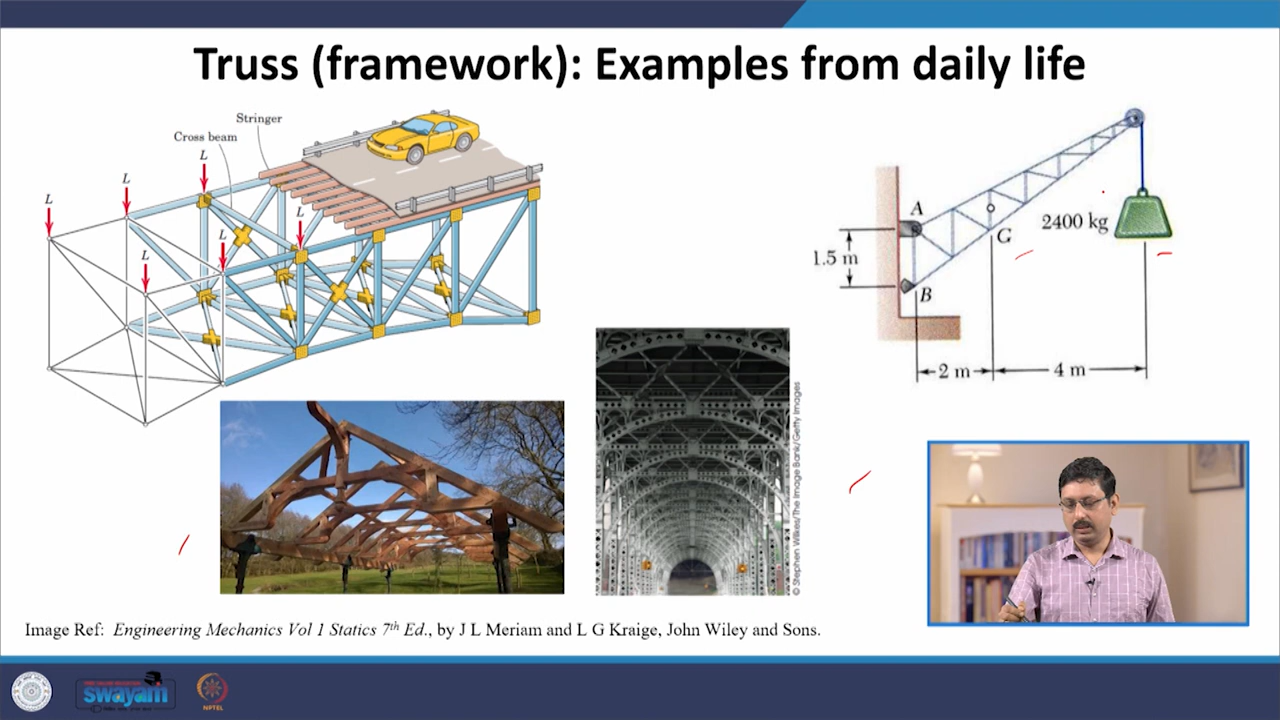 Truss (framework): Examples from daily life
Stringer
Cross beam
L
L
L
L
L
L
A
G
B
2400 kg
1.5 m
2 m
4 m
© Stephen Wilkes/The Image Bank/Getty Images
Image Ref: Engineering Mechanics Vol 1 Statics 7th Ed., by J L Meriam and L G Kraige, John Wiley and Sons.
swayam
NPTEL